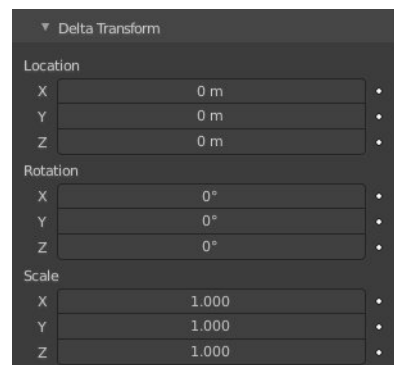 Delta Transform
Location
X 0 m
Y 0 m
Z 0 m
Rotation
X 0°
Y 0°
Z 0°
Scale
X 1.000
Y 1.000
Z 1.000